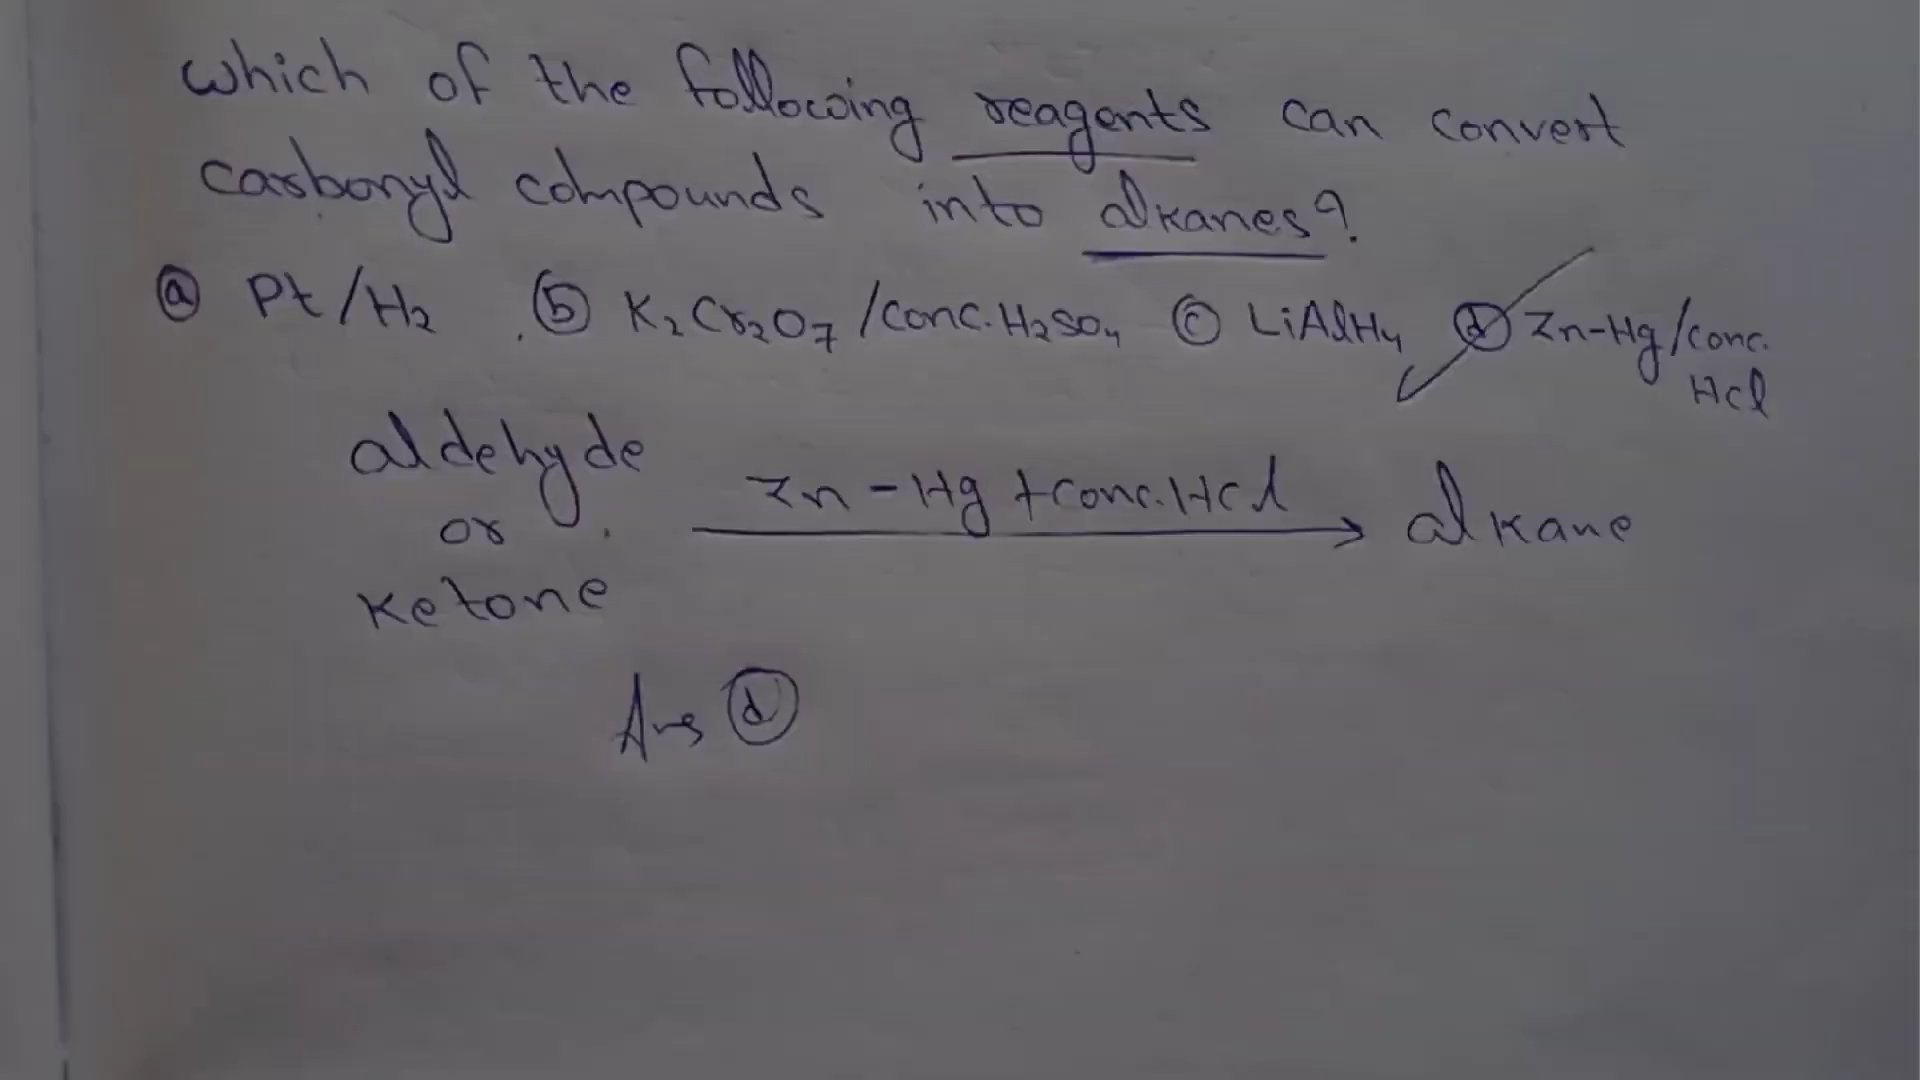 which of the following reagents can convert
carbonyl compounds into alkanes?
ⓐ Pt/H₂ ⓑ K₂Cr₂O₇/conc.H₂SO₄ ⓒ LiAlH₄ ⓓ Zn-Hg/conc.
HCl
aldehyde
or
ketone
Zn-Hg+conc.HCl
alkane
Ans ⓓ